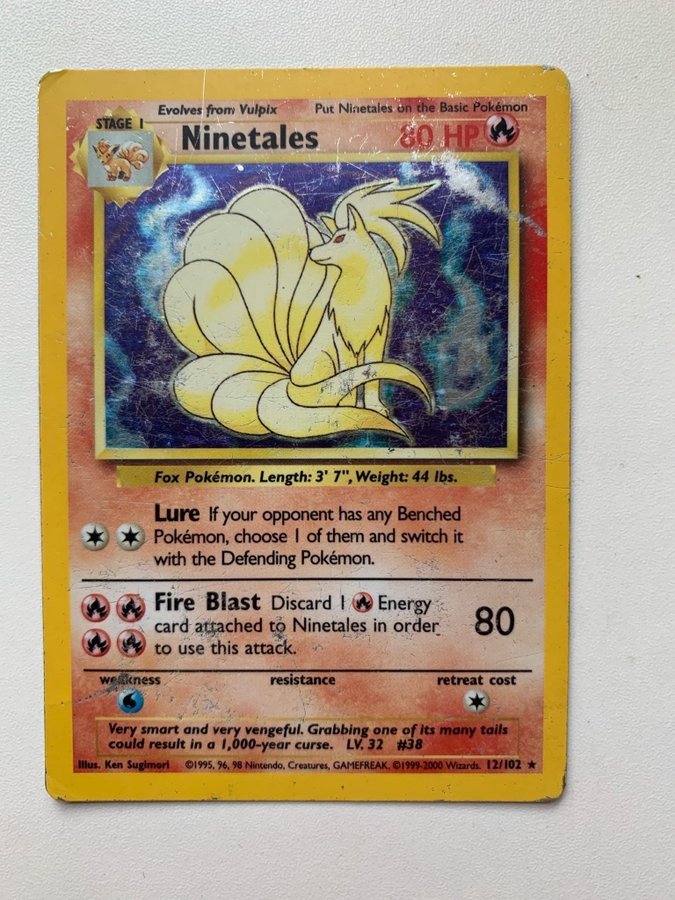 Evolves from Vulpix Put Ninetales on the Basic Pokémon
STAGE 1
Ninetales 80 HP
Fox Pokémon. Length: 3' 7", Weight: 44 lbs.
Lure If your opponent has any Benched
Pokémon, choose 1 of them and switch it
with the Defending Pokémon.
Fire Blast Discard 1 Energy
card attached to Ninetales in order
to use this attack.
80
weakness resistance retreat cost
Very smart and very vengeful. Grabbing one of its many tails
could result in a 1,000-year curse. LV. 32 #38
Illus. Ken Sugimori ©1995, 96, 98 Nintendo, Creatures, GAMEFREAK. ©1999-2000 Wizards. 12/102 ★